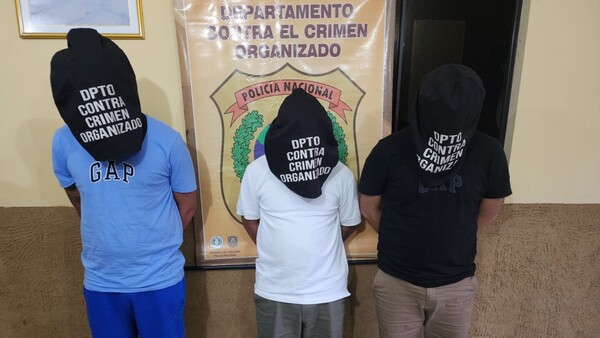 DEPARTAMENTO
CONTRA EL CRIMEN
ORGANIZADO
POLICIA NACIONAL
DPTO
CONTRA
CRIMEN
ORGANIZADO
GAP
DPTO
CONTRA
CRIMEN
ORGANIZADO
DPTO
CONTRA
CRIMEN
ORGANIZ
GAP